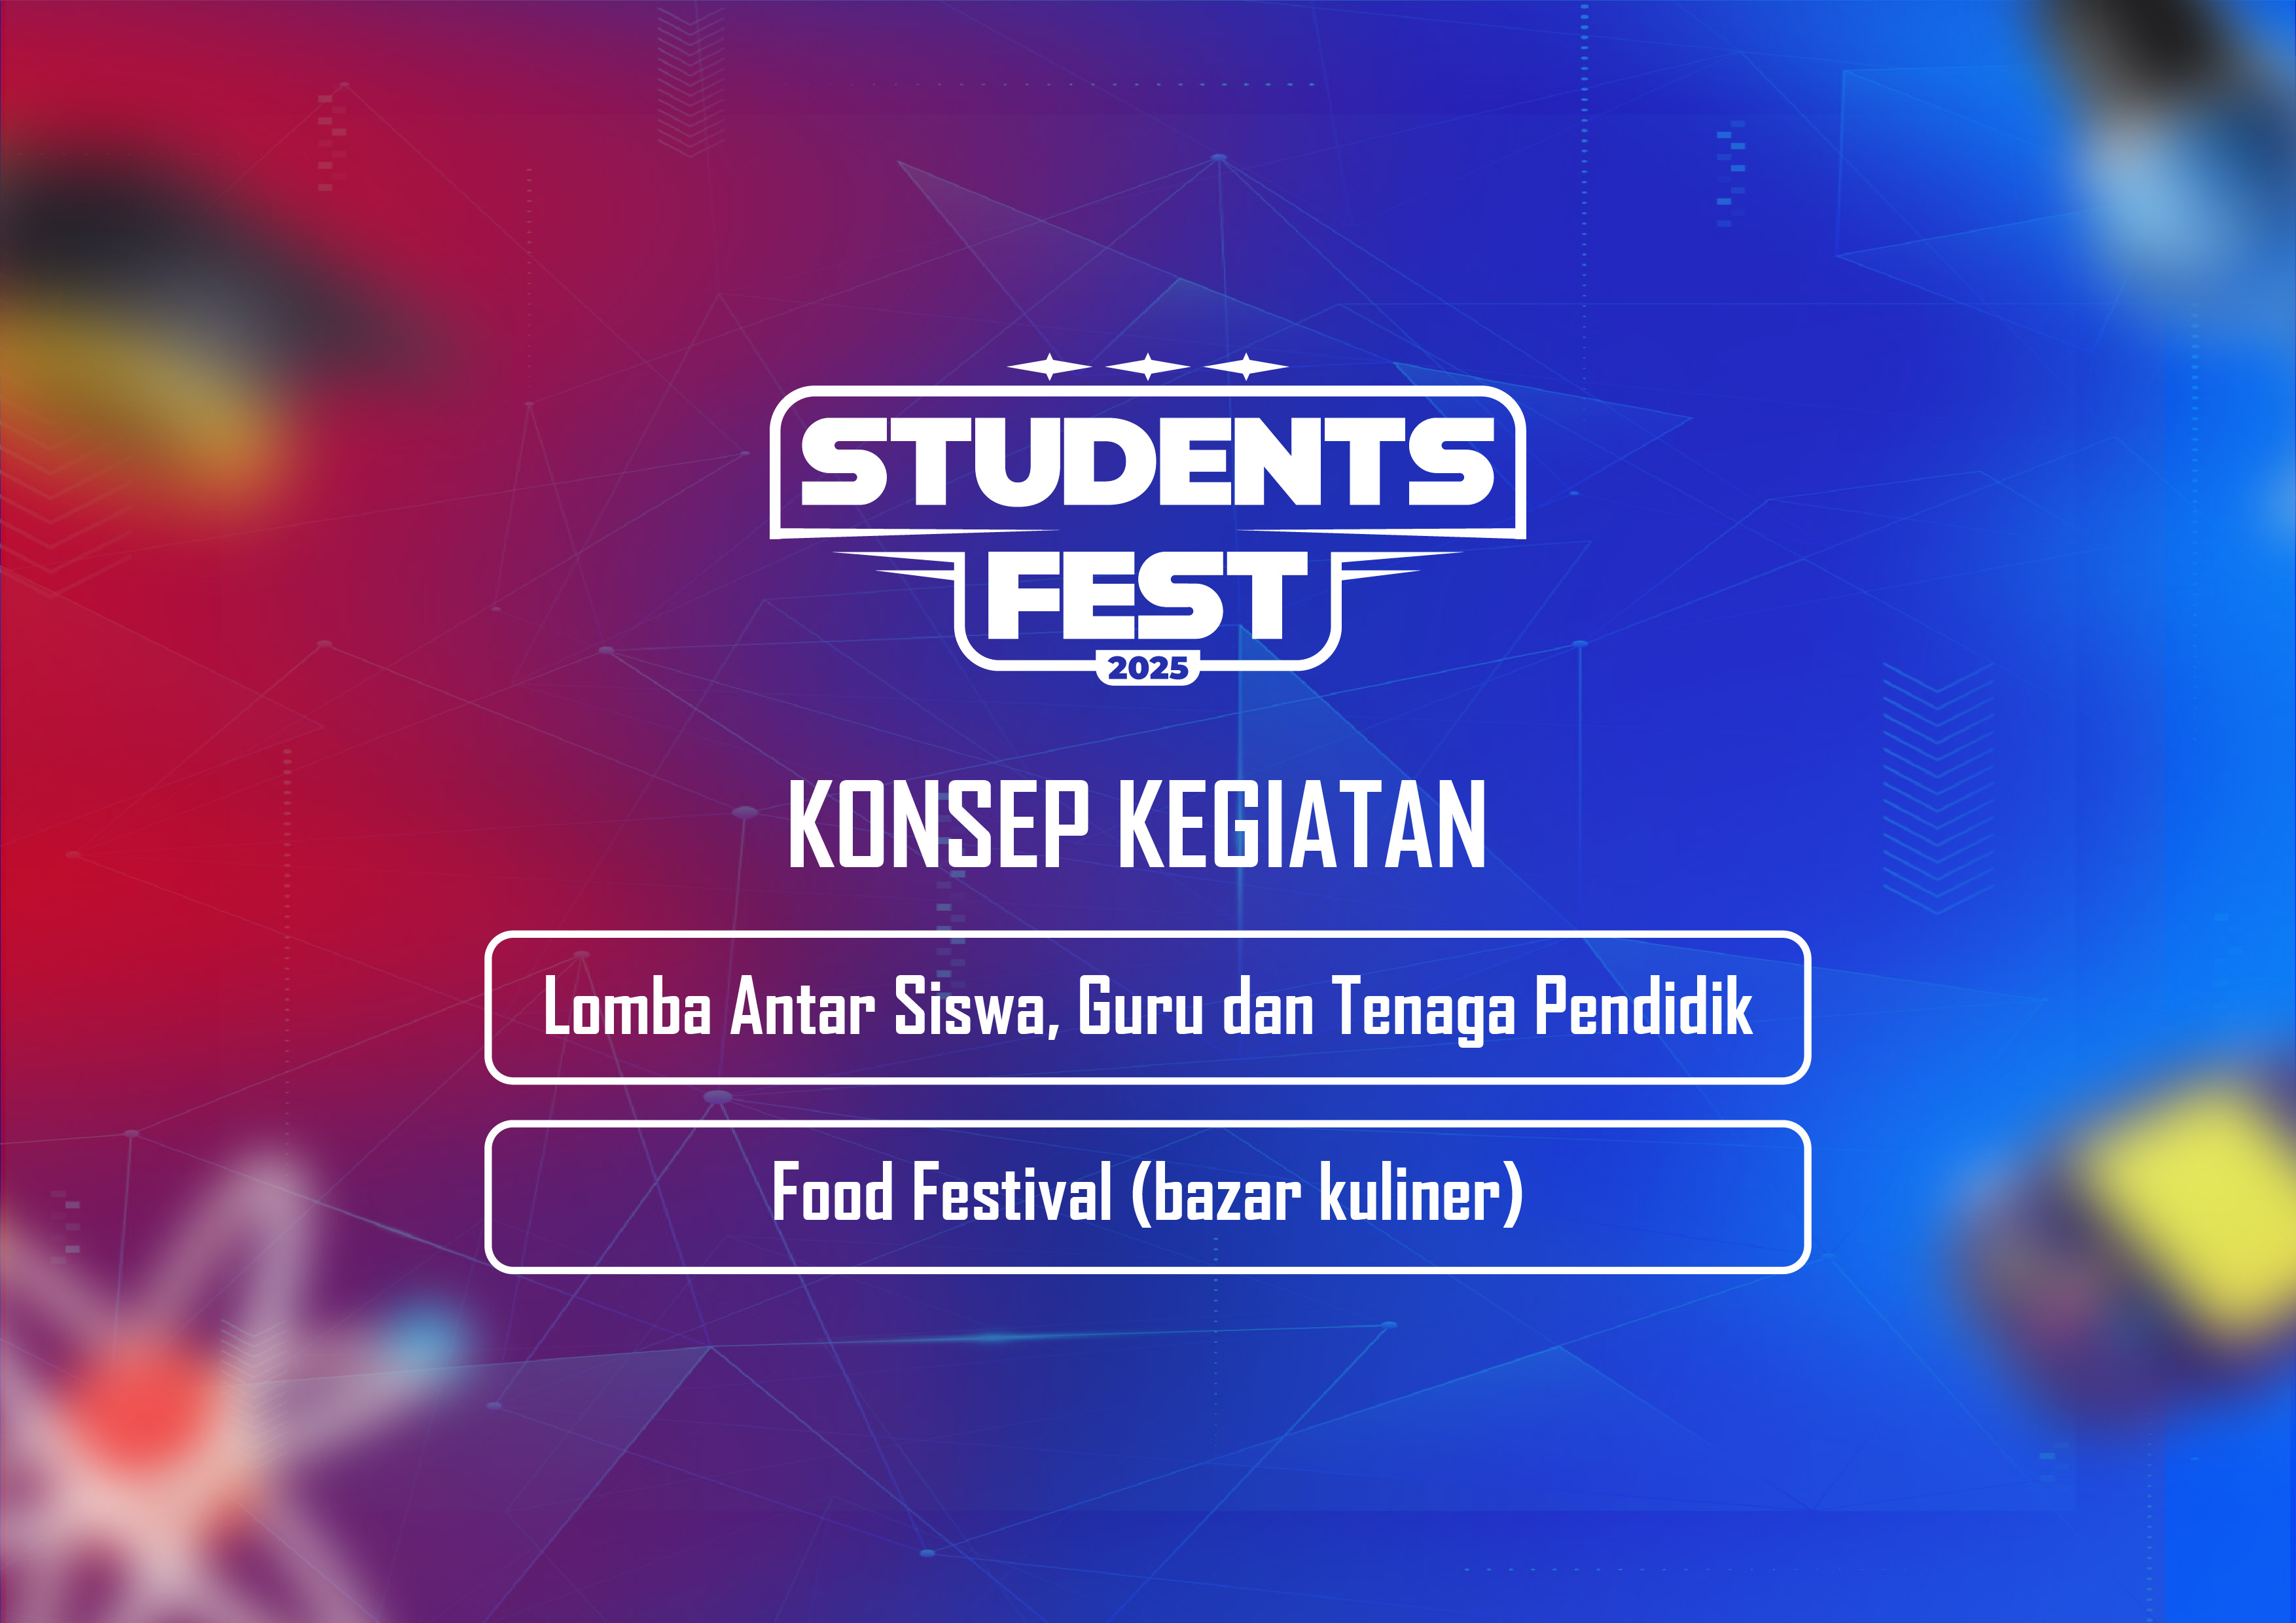 STUDENTS
FEST
2025
KONSEP KEGIATAN
Lomba Antar Siswa, Guru dan Tenaga Pendidik
Food Festival (bazar kuliner)